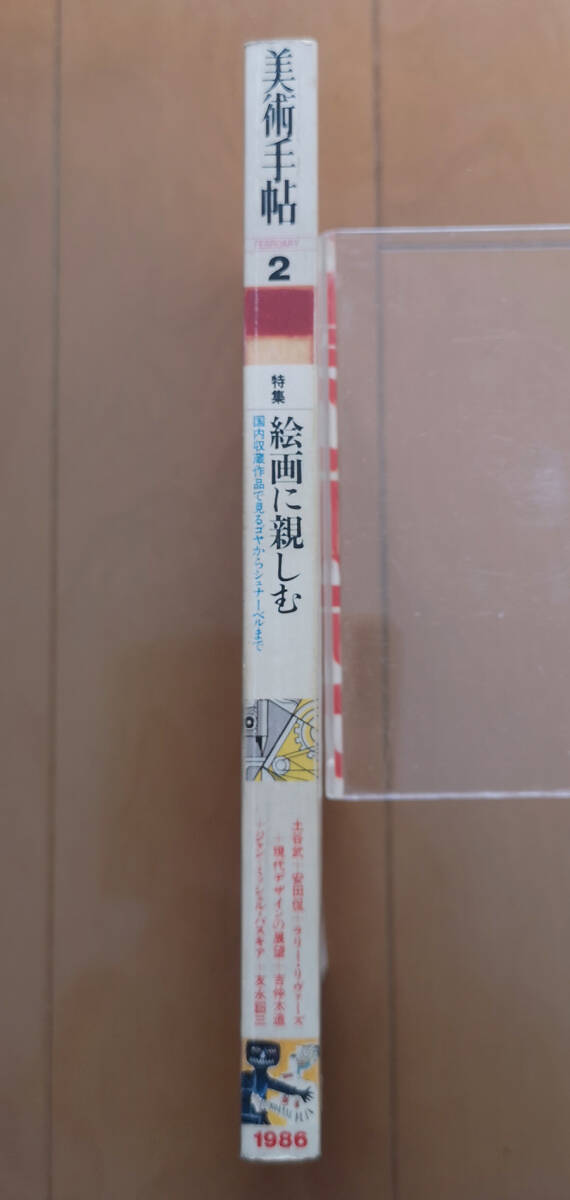 美術手帖
FEBRUARY
2
特集
絵画に親しむ
国内収蔵作品で見るゴヤからシュナーベルまで
土谷武+安田侃+ラリー・リヴァーズ
+現代デザインの展望+吉仲太造
+ジャン=ミッシェル・バスキア+友永詔三
1986